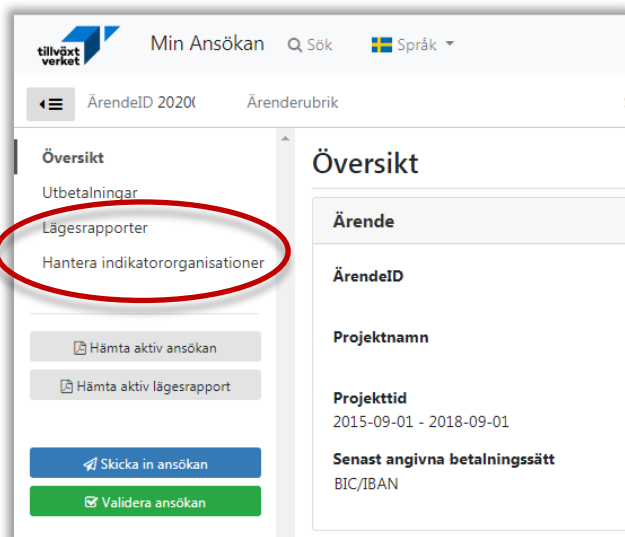 tillväxt
verket
Min Ansökan Sök Språk
ÄrendeID 2020 Ärenderubrik
Översikt
Utbetalningar
Lägesrapporter
Hantera indikatororganisationer
Hämta aktiv ansökan
Hämta aktiv lägesrapport
Skicka in ansökan
Validera ansökan
Översikt
Ärende
ÄrendeID
Projektnamn
Projekttid
2015-09-01 - 2018-09-01
Senast angivna betalningssätt
BIC/IBAN